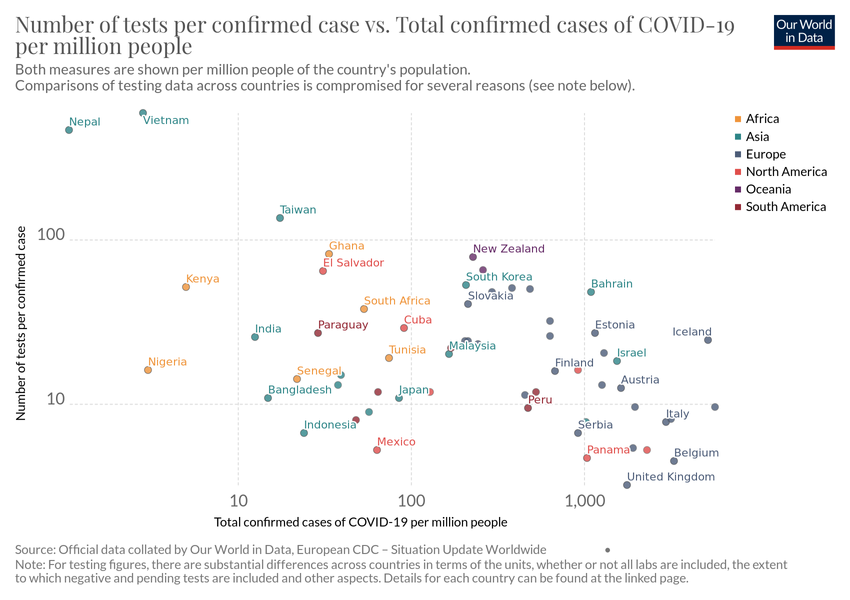 Number of tests per confirmed case vs. Total confirmed cases of COVID-19
per million people
Our World
in Data
Both measures are shown per million people of the country's population.
Comparisons of testing data across countries is compromised for several reasons (see note below).
Nepal
Vietnam
Africa
Asia
Europe
North America
Oceania
South America
Taiwan
100
Ghana
New Zealand
El Salvador
Kenya
South Korea
Bahrain
Slovakia
South Africa
Cuba
Paraguay
India
Estonia
Iceland
Malaysia
Tunisia
Israel
Nigeria
Finland
Senegal
Austria
Bangladesh
Japan
Peru
10
Indonesia
Serbia
Italy
Mexico
Panama
Belgium
United Kingdom
Number of tests per confirmed case
10
100
1,000
Total confirmed cases of COVID-19 per million people
Source: Official data collated by Our World in Data, European CDC – Situation Update Worldwide
Note: For testing figures, there are substantial differences across countries in terms of the units, whether or not all labs are included, the extent
to which negative and pending tests are included and other aspects. Details for each country can be found at the linked page.